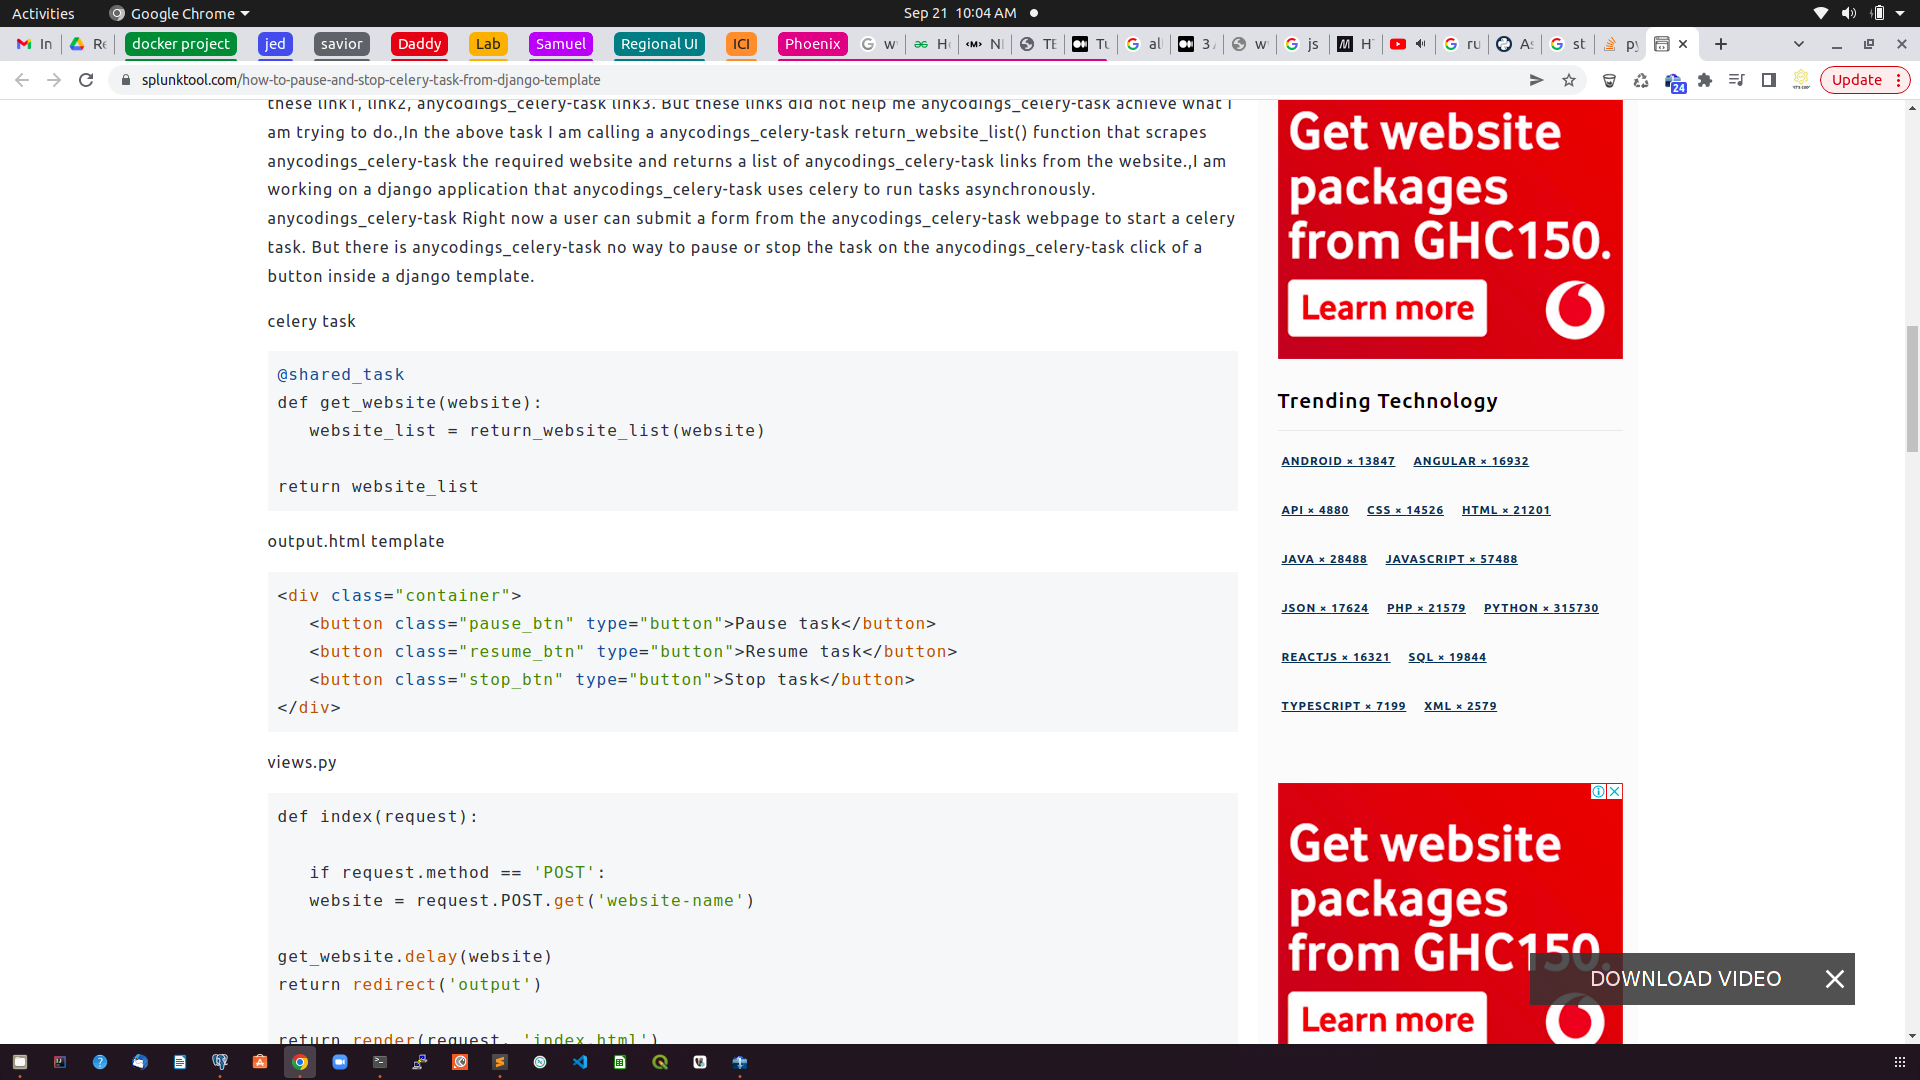 Activities
Google Chrome
Sep 21 10:04 AM
In
Re
docker project
jed
savior
Daddy
Lab
Samuel
Regional UI
ICI
Phoenix
splunktool.com/how-to-pause-and-stop-celery-task-from-django-template
24
Update
these link1, link2, anycodings_celery-task link3. But these links did not help me anycodings_celery-task achieve what I
am trying to do.,In the above task I am calling a anycodings_celery-task return_website_list() function that scrapes
anycodings_celery-task the required website and returns a list of anycodings_celery-task links from the website.,I am
working on a django application that anycodings_celery-task uses celery to run tasks asynchronously.
anycodings_celery-task Right now a user can submit a form from the anycodings_celery-task webpage to start a celery
task. But there is anycodings_celery-task no way to pause or stop the task on the anycodings_celery-task click of a
button inside a django template.
celery task
@shared_task
def get_website(website):
website_list = return_website_list(website)
return website_list
output.html template
<div class="container">
<button class="pause_btn" type="button">Pause task</button>
<button class="resume_btn" type="button">Resume task</button>
<button class="stop_btn" type="button">Stop task</button>
</div>
views.py
def index(request):
if request.method == 'POST':
website = request.POST.get('website-name')
get_website.delay(website)
return redirect('output')
return render(request, 'index.html')
Get website
packages
from GHC150.
Learn more
Trending Technology
ANDROID × 13847 ANGULAR × 16932
API × 4880 CSS × 14526 HTML × 21201
JAVA × 28488 JAVASCRIPT × 57488
JSON × 17624 PHP × 21579 PYTHON × 315730
REACTJS × 16321 SQL × 19844
TYPESCRIPT × 7199 XML × 2579
Get website
packages
from GHC150.
Learn more
DOWNLOAD VIDEO